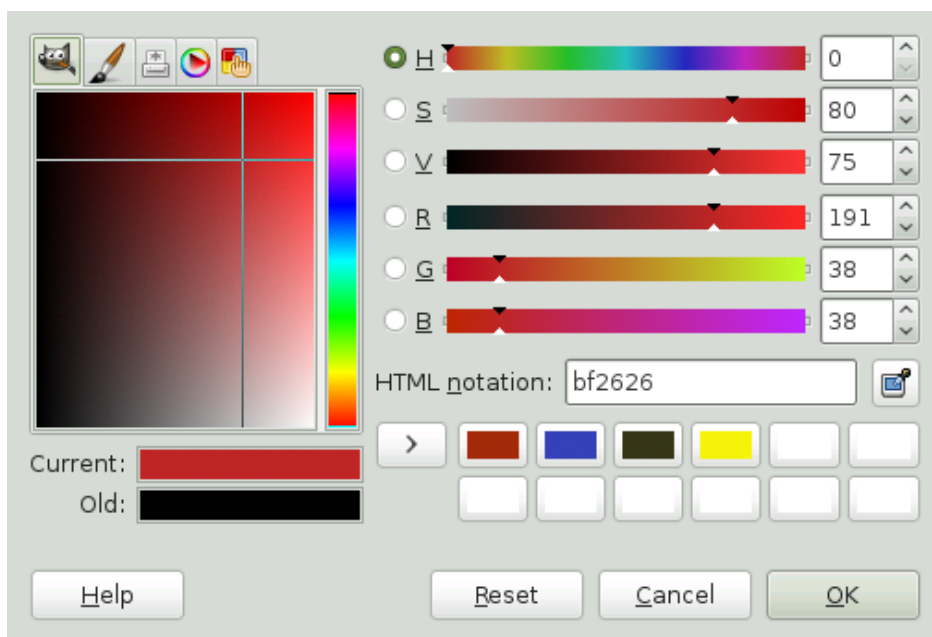 H 0
S 80
V 75
R 191
G 38
B 38
HTML notation: bf2626
>
Current:
Old:
Help Reset Cancel OK